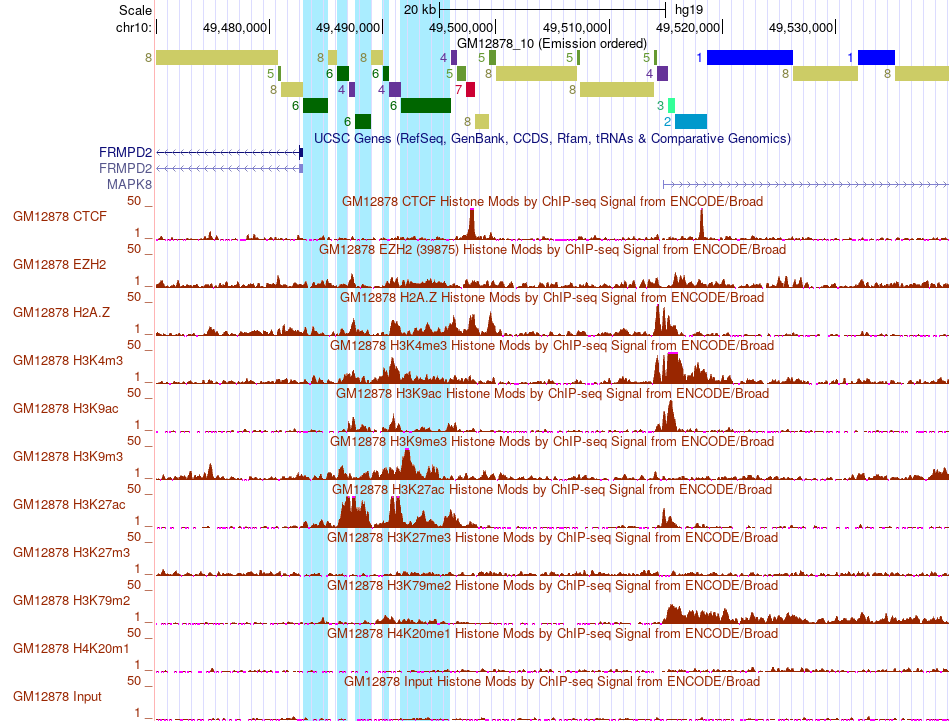 Scale 20 kb hg19
chr10: 49,480,000 49,490,000 49,500,000 49,510,000 49,520,000 49,530,000
GM12878_10 (Emission ordered)
8 8 8 4 5 5 5 1 1
5 6 6 5 8 4 8 8
8 4 4 7 8
6 6 3
6 8 2
UCSC Genes (RefSeq, GenBank, CCDS, Rfam, tRNAs & Comparative Genomics)
FRMPD2
FRMPD2
MAPK8
50 _ GM12878 CTCF Histone Mods by ChIP-seq Signal from ENCODE/Broad
GM12878 CTCF
1 _
50 _ GM12878 EZH2 (39875) Histone Mods by ChIP-seq Signal from ENCODE/Broad
GM12878 EZH2
1 _
50 _ GM12878 H2A.Z Histone Mods by ChIP-seq Signal from ENCODE/Broad
GM12878 H2A.Z
1 _
50 _ GM12878 H3K4me3 Histone Mods by ChIP-seq Signal from ENCODE/Broad
GM12878 H3K4m3
1 _
50 _ GM12878 H3K9ac Histone Mods by ChIP-seq Signal from ENCODE/Broad
GM12878 H3K9ac
1 _
50 _ GM12878 H3K9me3 Histone Mods by ChIP-seq Signal from ENCODE/Broad
GM12878 H3K9m3
1 _
50 _ GM12878 H3K27ac Histone Mods by ChIP-seq Signal from ENCODE/Broad
GM12878 H3K27ac
1 _
50 _ GM12878 H3K27me3 Histone Mods by ChIP-seq Signal from ENCODE/Broad
GM12878 H3K27m3
1 _
50 _ GM12878 H3K79me2 Histone Mods by ChIP-seq Signal from ENCODE/Broad
GM12878 H3K79m2
1 _
50 _ GM12878 H4K20me1 Histone Mods by ChIP-seq Signal from ENCODE/Broad
GM12878 H4K20m1
1 _
50 _ GM12878 Input Histone Mods by ChIP-seq Signal from ENCODE/Broad
GM12878 Input
1 _